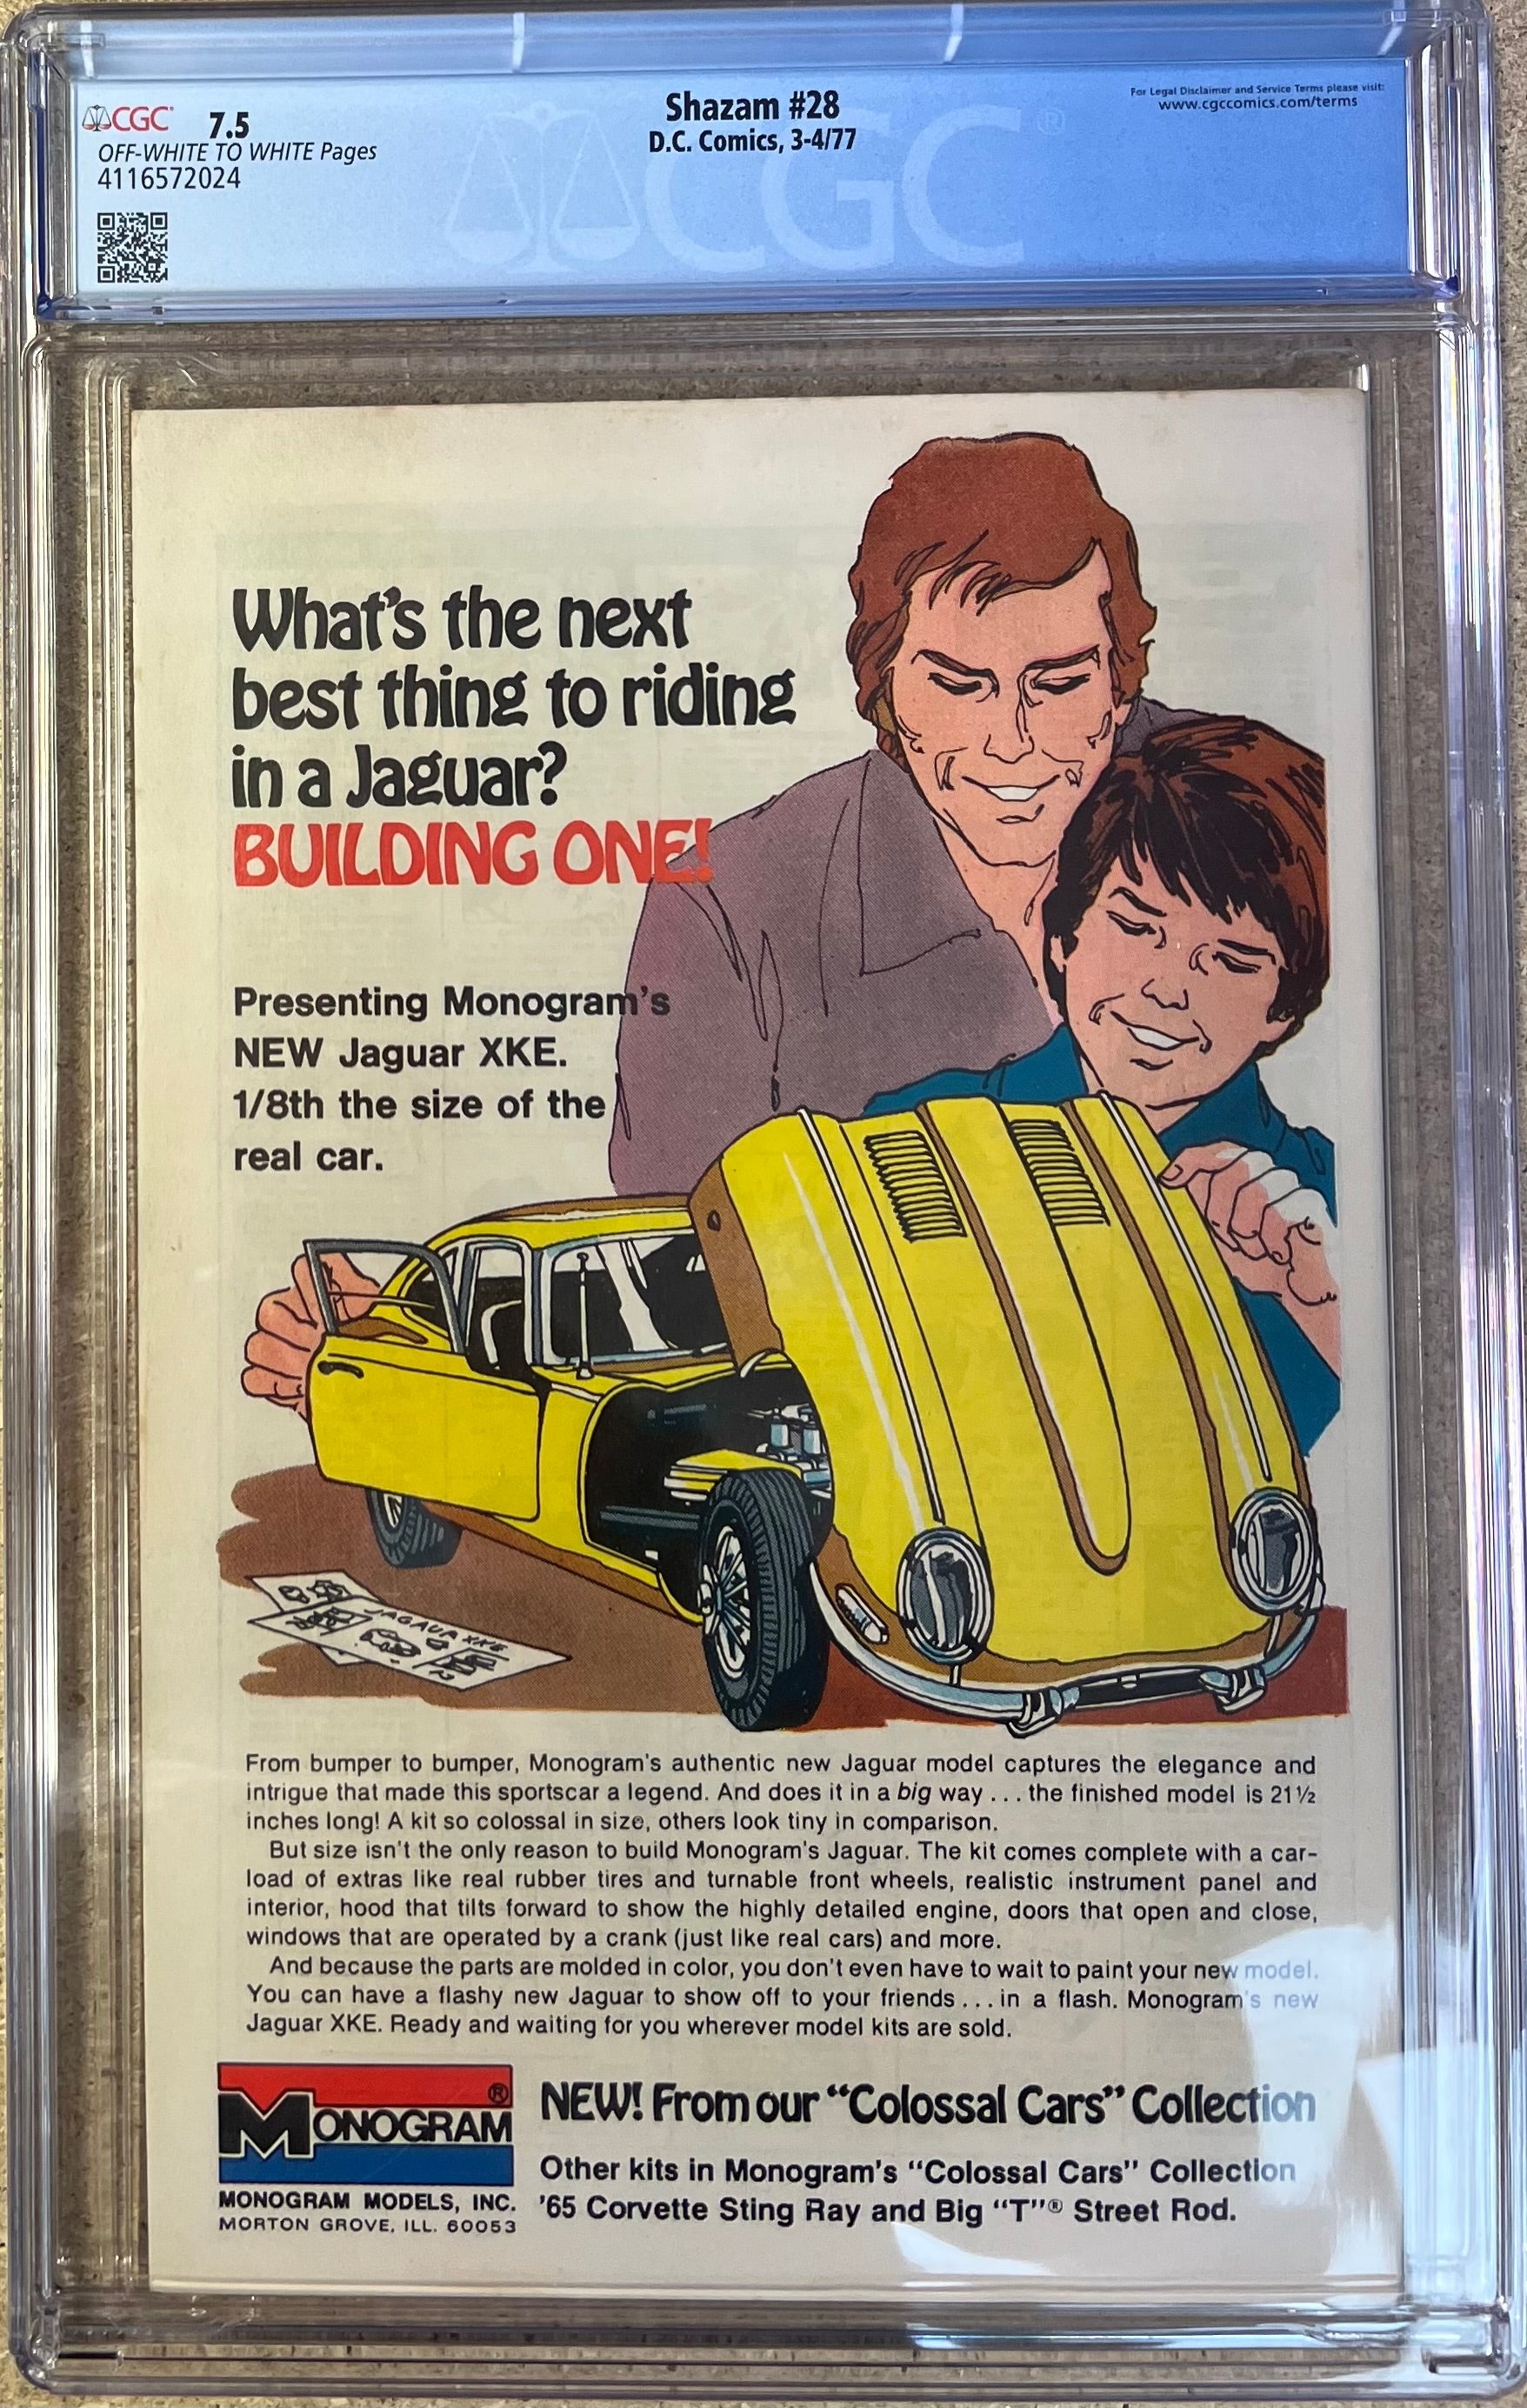 CGC 7.5
OFF-WHITE TO WHITE Pages
4116572024
Shazam #28
D.C. Comics, 3-4/77
For Legal Disclaimer and Service Terms please visit:
www.cgccomics.com/terms
CGC®
What's the next
best thing to riding
in a Jaguar?
BUILDING ONE!
Presenting Monogram's
NEW Jaguar XKE.
1/8th the size of the
real car.
JAGAUR XKE
From bumper to bumper, Monogram's authentic new Jaguar model captures the elegance and
intrigue that made this sportscar a legend. And does it in a big way . . . the finished model is 21½
inches long! A kit so colossal in size, others look tiny in comparison.
But size isn't the only reason to build Monogram's Jaguar. The kit comes complete with a car-
load of extras like real rubber tires and turnable front wheels, realistic instrument panel and
interior, hood that tilts forward to show the highly detailed engine, doors that open and close,
windows that are operated by a crank (just like real cars) and more.
And because the parts are molded in color, you don't even have to wait to paint your new model.
You can have a flashy new Jaguar to show off to your friends . . . in a flash. Monogram's new
Jaguar XKE. Ready and waiting for you wherever model kits are sold.
MONOGRAM®
MONOGRAM MODELS, INC.
MORTON GROVE, ILL. 60053
NEW! From our “Colossal Cars” Collection
Other kits in Monogram's “Colossal Cars” Collection
'65 Corvette Sting Ray and Big “T”® Street Rod.